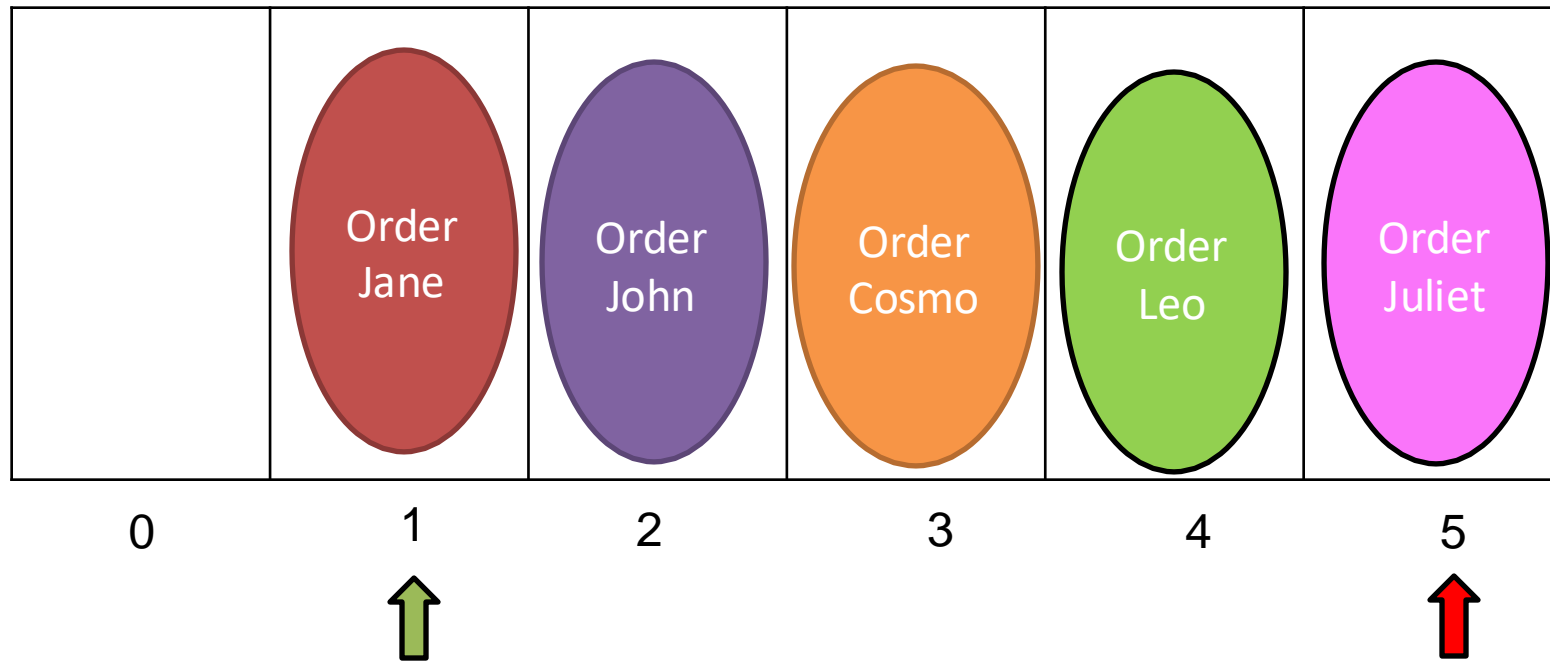 Order
Jane
Order
John
Order
Cosmo
Order
Leo
Order
Juliet
0 1 2 3 4 5